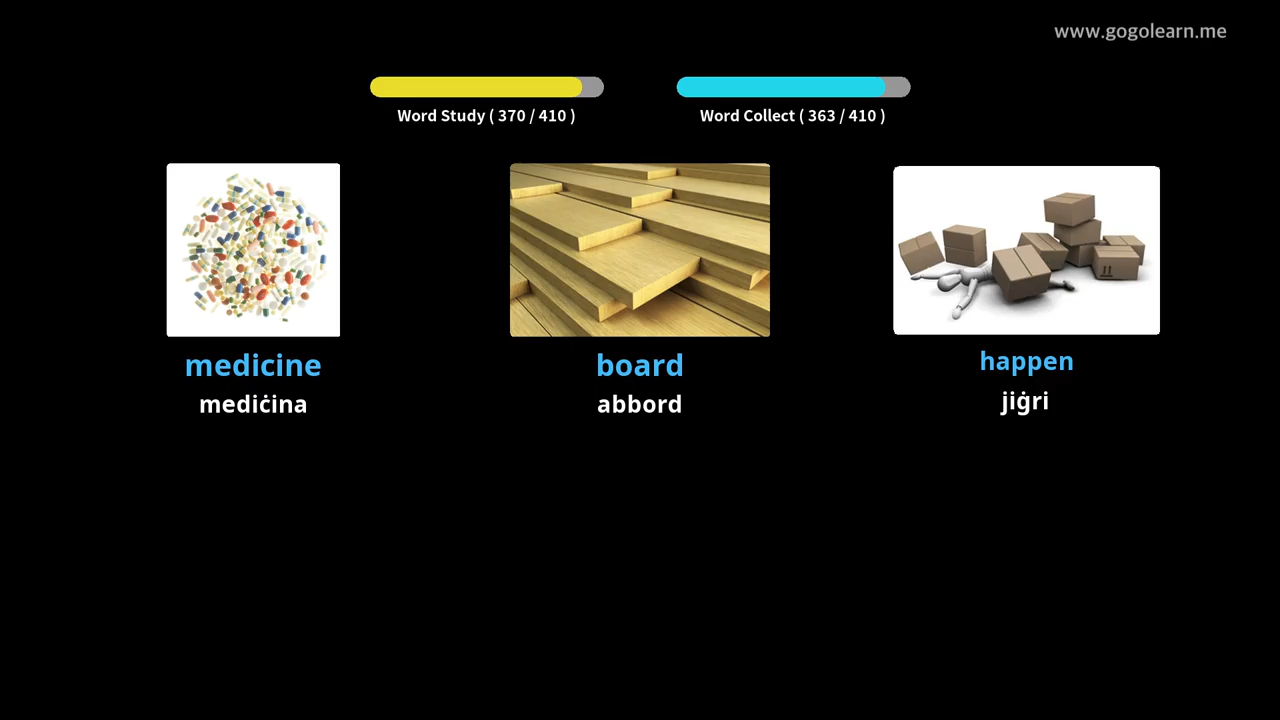 www.gogolearn.me
Word Study ( 370 / 410 )
Word Collect ( 363 / 410 )
medicine
mediċina
board
abbord
happen
jiġri